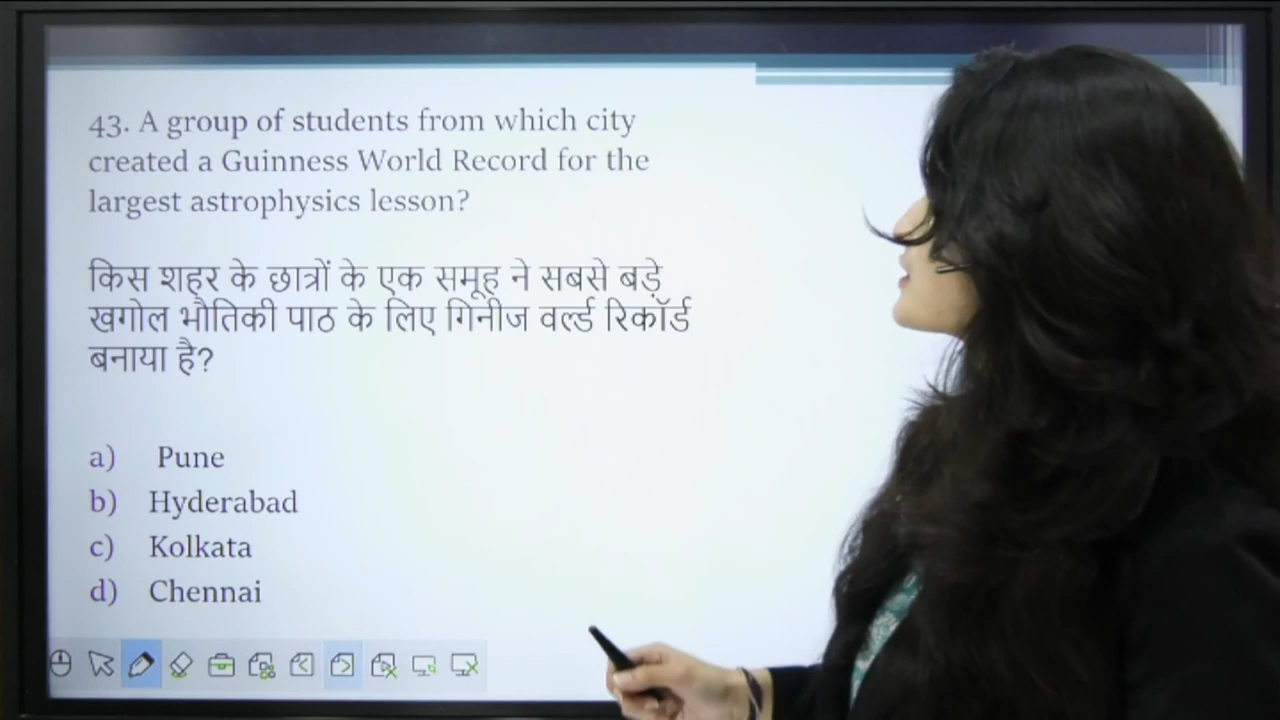 43. A group of students from which city
created a Guinness World Record for the
largest astrophysics lesson?
किस शहर के छात्रों के एक समूह ने सबसे बड़े
खगोल भौतिकी पाठ के लिए गिनीज वर्ल्ड रिकॉर्ड
बनाया है?
a) Pune
b) Hyderabad
c) Kolkata
d) Chennai